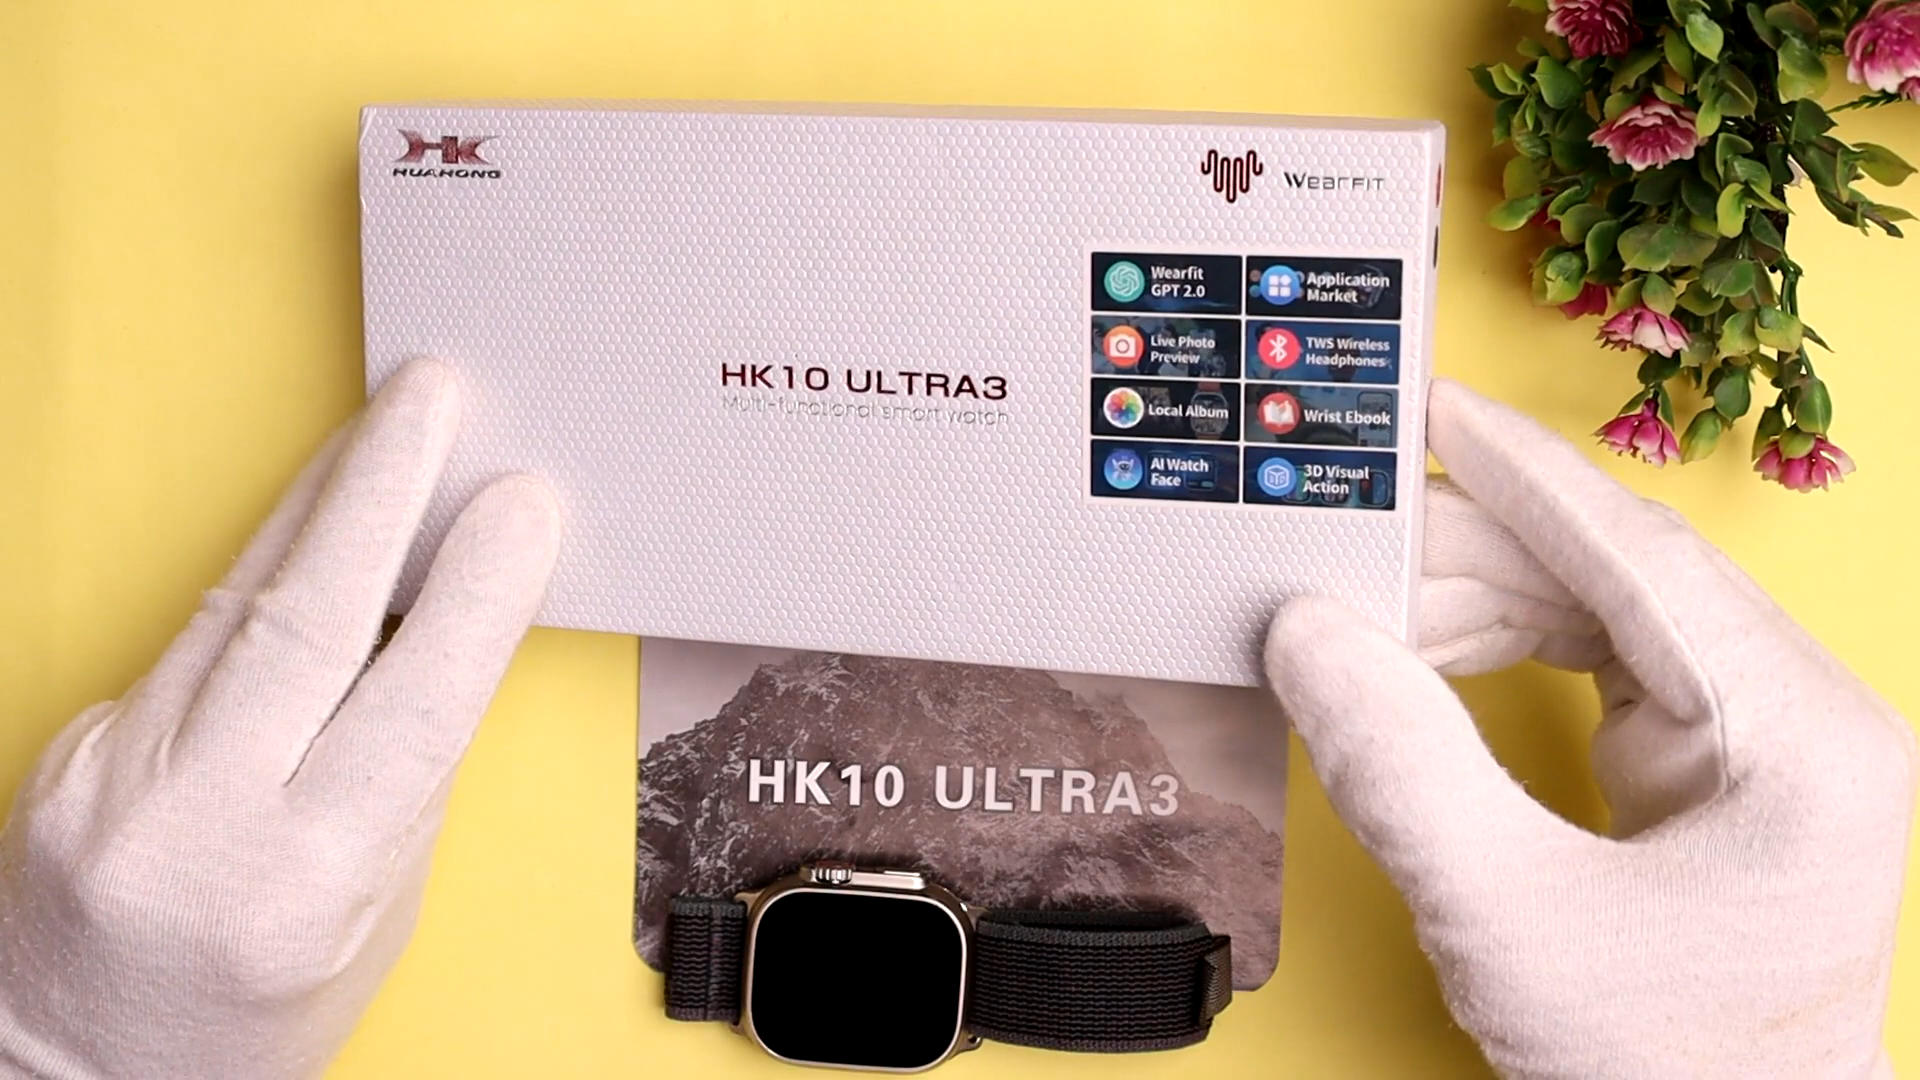 HK
HUAHONG
WearFit
HK10 ULTRA3
Multi-functional smart watch
Wearfit
GPT 2.0
Application
Market
Live Photo
Preview
TWS Wireless
Headphones
Local Album
Wrist Ebook
AI Watch
Face
3D Visual
Action
HK10 ULTRA3